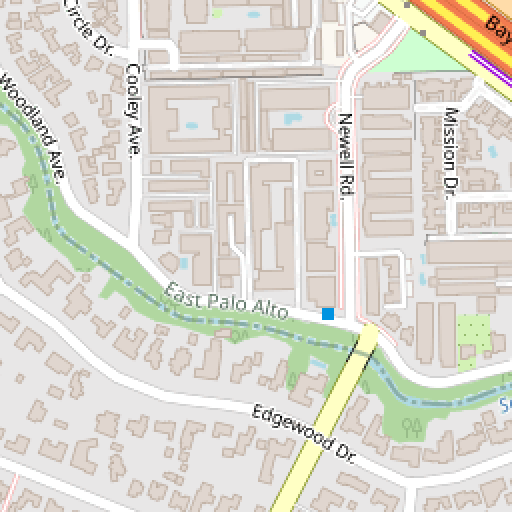 Circle Dr.
Bay
Cooley Ave.
Woodland Ave.
Newell Rd.
Mission Dr.
East Palo Alto
Edgewood Dr.